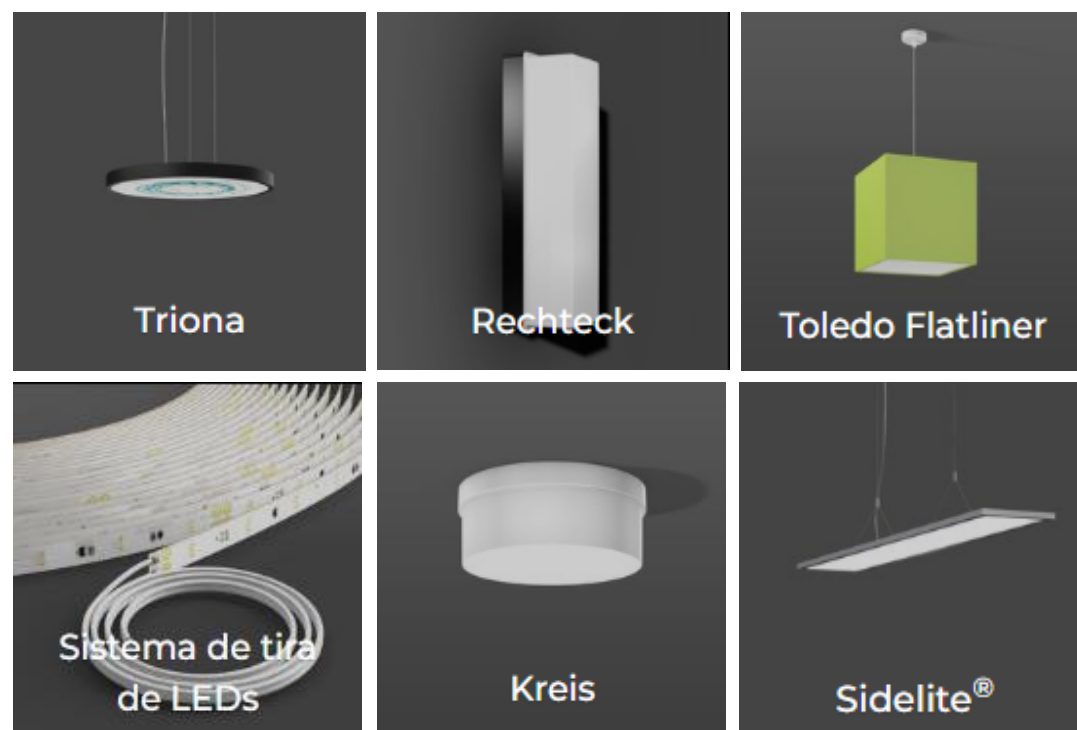 Triona
Rechteck
Toledo Flatliner
Sistema de tira
de LEDs
Kreis
Sidelite®